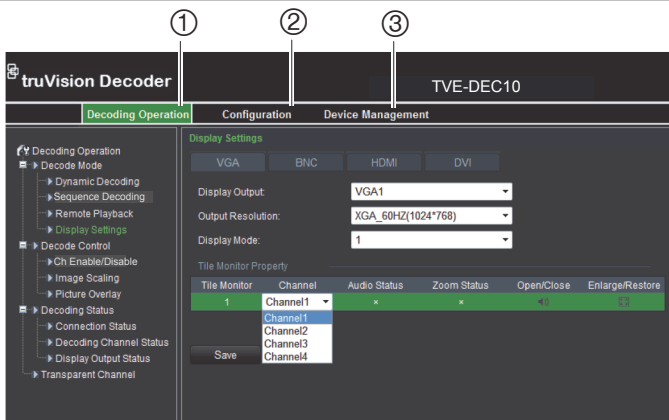 ① ② ③
truVision Decoder
TVE-DEC10
Decoding Operation Configuration Device Management
Decoding Operation
Decode Mode
Dynamic Decoding
Sequence Decoding
Remote Playback
Display Settings
Decode Control
Ch Enable/Disable
Image Scaling
Picture Overlay
Decoding Status
Connection Status
Decoding Channel Status
Display Output Status
Transparent Channel
Display Settings
VGA BNC HDMI DVI
Display Output: VGA1
Output Resolution: XGA_60HZ(1024*768)
Display Mode: 1
Tile Monitor Property
Tile Monitor Channel Audio Status Zoom Status Open/Close Enlarge/Restore
1 Channel1 × ×
Channel1
Channel2
Channel3
Channel4
Save